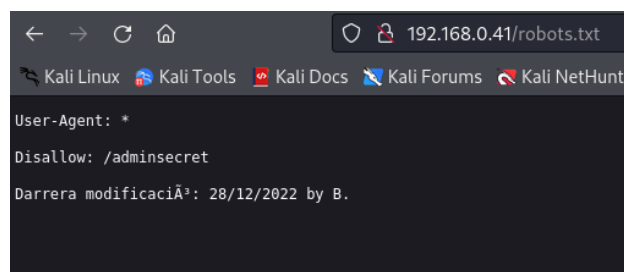 192.168.0.41/robots.txt
Kali Linux Kali Tools Kali Docs Kali Forums Kali NetHunt
User-Agent: *
Disallow: /adminsecret
Darrera modificaciÃ³: 28/12/2022 by B.